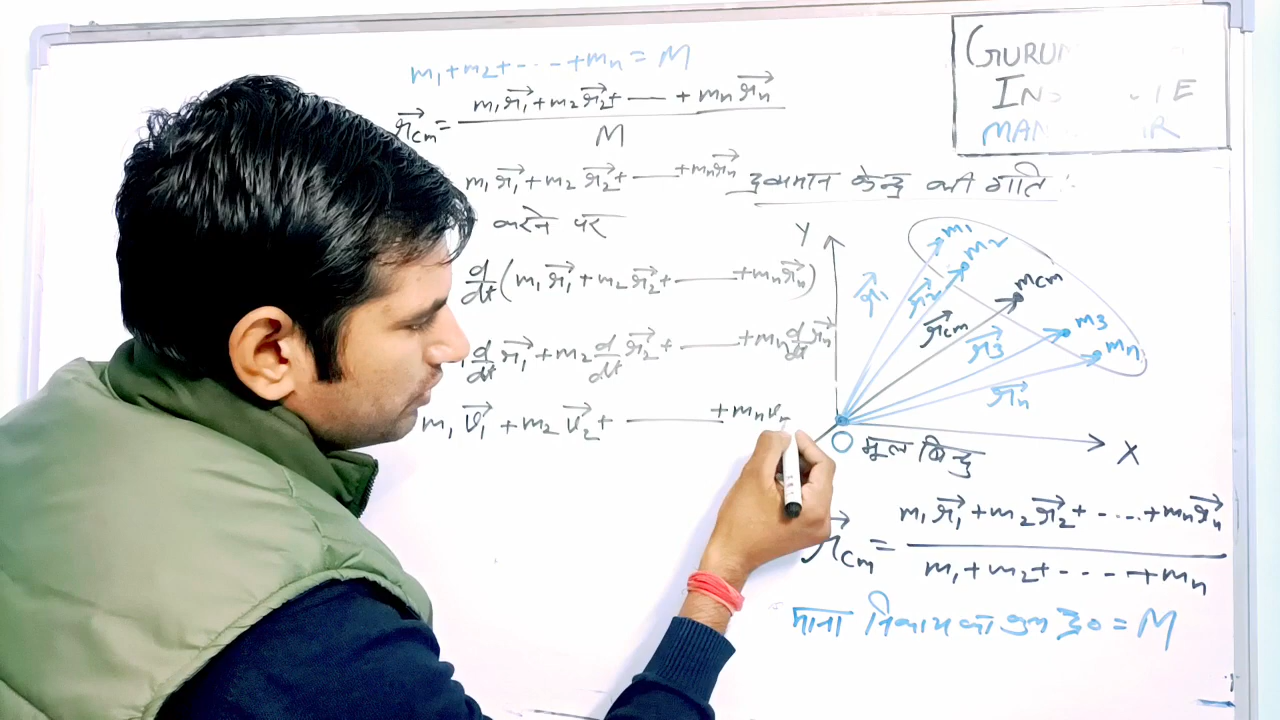 m₁+m₂+----+mₙ=M
r⃗cm= (m₁r⃗₁+m₂r⃗₂+ — +mₙr⃗ₙ)/M
m₁r⃗₁+m₂r⃗₂+ — +mₙr⃗ₙ
करने पर
d/dt(m₁r⃗₁+m₂r⃗₂+ — +mₙr⃗ₙ)
d/dt r⃗₁+m₂ d/dt r⃗₂+ — +mₙ d/dt r⃗ₙ
m₁v⃗₁+m₂v⃗₂+ — +mₙvₙ
GURU
INS
MAN
द्रव्यमान केन्द्र की गति :
Y
m₁
m₂
mcm
m₃
mₙ
r⃗₁
r⃗₂
r⃗cm
r⃗₃
r⃗ₙ
O मूल बिन्दु
X
r⃗cm= (m₁r⃗₁+m₂r⃗₂+ ---- +mₙr⃗ₙ)/(m₁+m₂+ ---- +mₙ)
माना निकाय का कुल द्र० = M